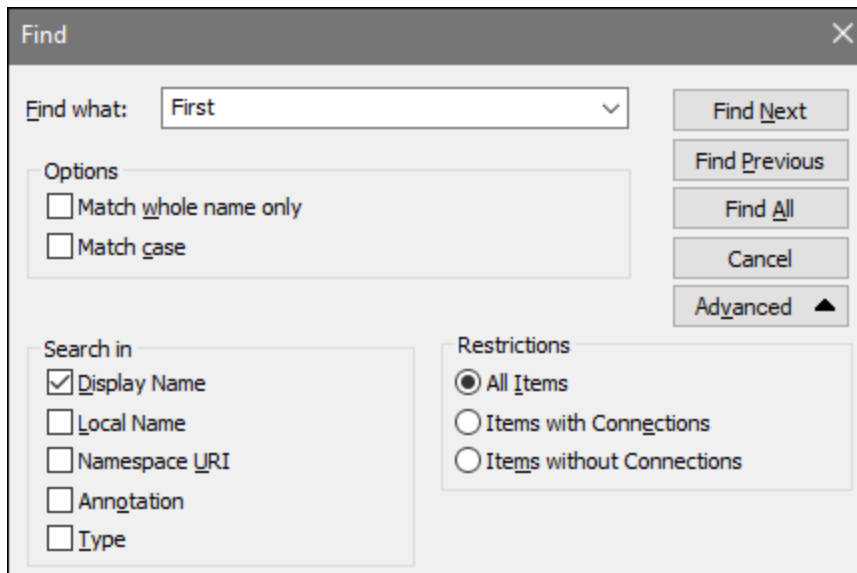 Find
Find what: First
Find Next
Find Previous
Find All
Cancel
Advanced
Options
Match whole name only
Match case
Search in
Display Name
Local Name
Namespace URI
Annotation
Type
Restrictions
All Items
Items with Connections
Items without Connections